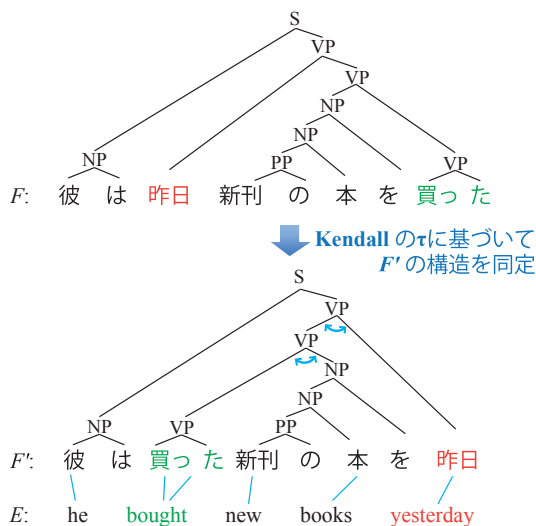 S
VP
VP
NP
NP
NP PP VP
F: 彼 は 昨日 新刊 の 本 を 買っ た
Kendall のτに基づいて
F′ の構造を同定
S
VP
VP
NP
NP
NP VP PP
F′: 彼 は 買っ た 新刊 の 本 を 昨日
E: he bought new books yesterday